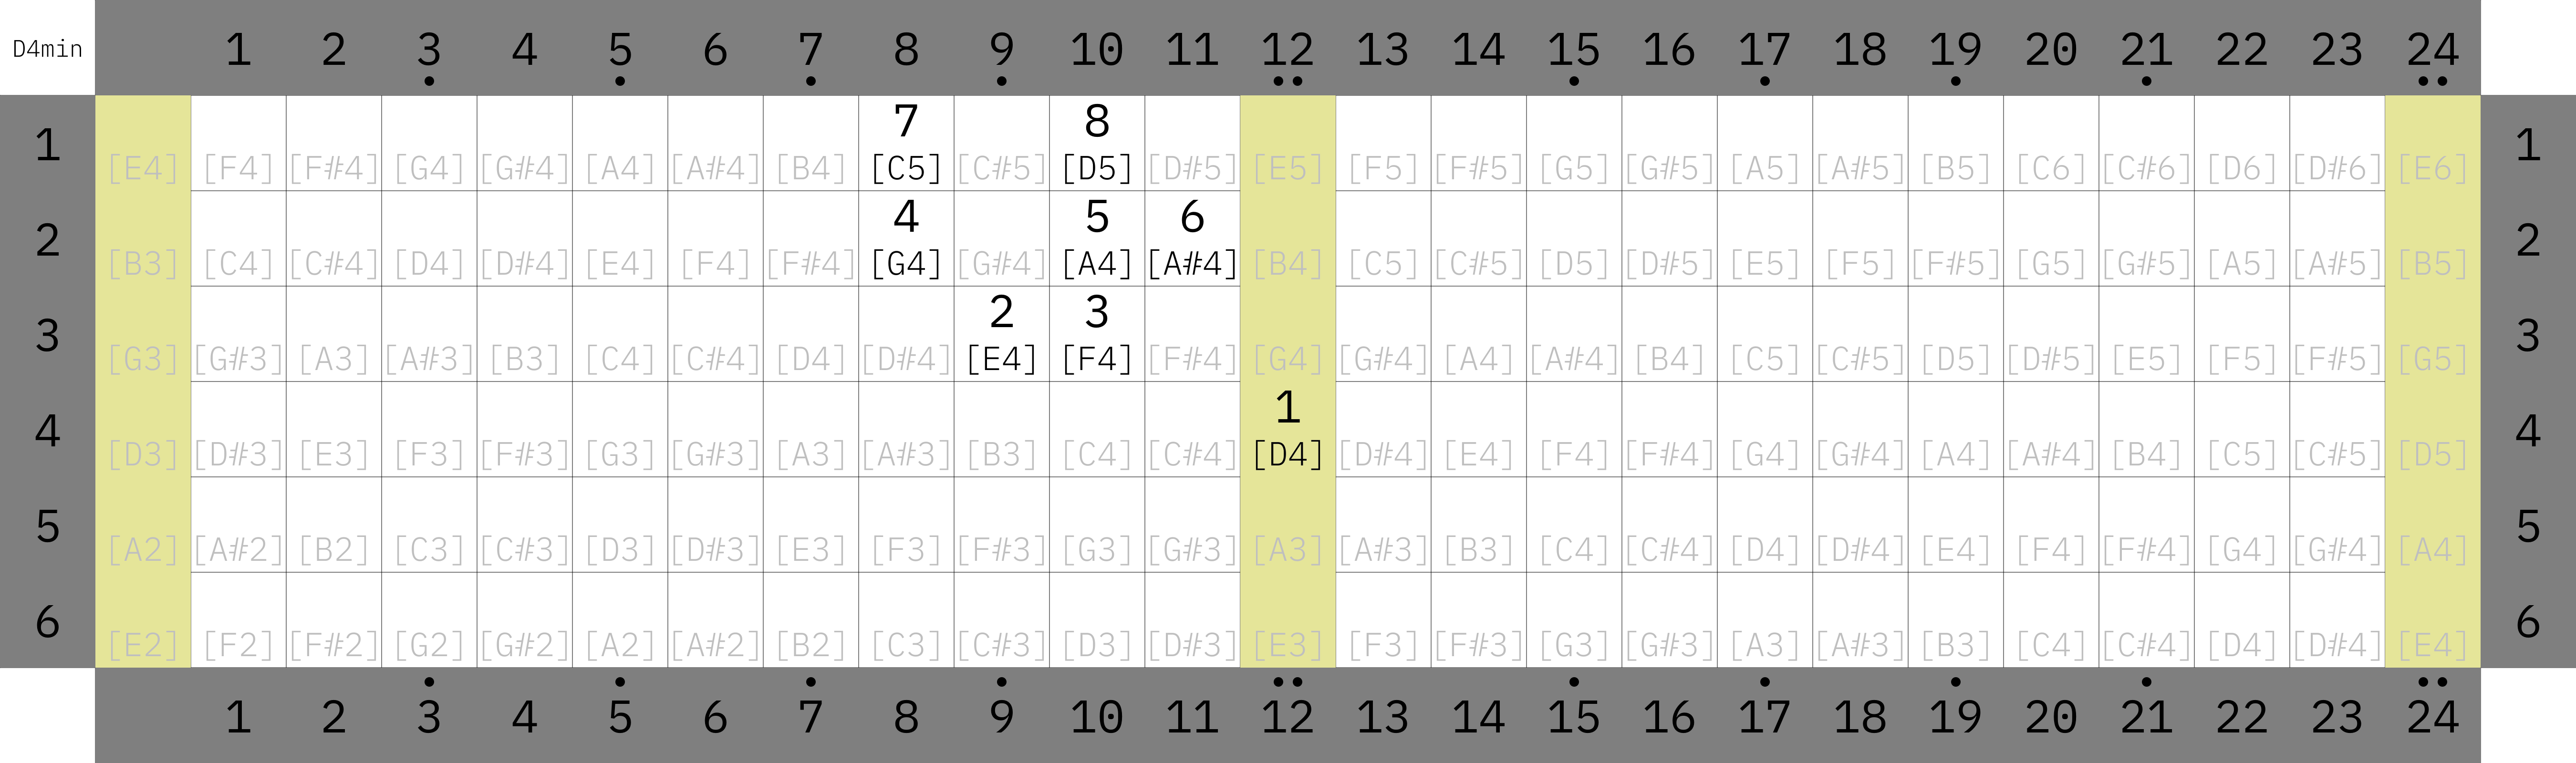 D4min 1 2 3 4 5 6 7 8 9 10 11 12 13 14 15 16 17 18 19 20 21 22 23 24
7 8
1 1
[E4] [F4] [F#4] [G4] [G#4] [A4] [A#4] [B4] [C5] [C#5] [D5] [D#5] [E5] [F5] [F#5] [G5] [G#5] [A5] [A#5] [B5] [C6] [C#6] [D6] [D#6] [E6]
4 5 6
2 2
[B3] [C4] [C#4] [D4] [D#4] [E4] [F4] [F#4] [G4] [G#4] [A4] [A#4] [B4] [C5] [C#5] [D5] [D#5] [E5] [F5] [F#5] [G5] [G#5] [A5] [A#5] [B5]
2 3
3 3
[G3] [G#3] [A3] [A#3] [B3] [C4] [C#4] [D4] [D#4] [E4] [F4] [F#4] [G4] [G#4] [A4] [A#4] [B4] [C5] [C#5] [D5] [D#5] [E5] [F5] [F#5] [G5]
1
4 4
[D3] [D#3] [E3] [F3] [F#3] [G3] [G#3] [A3] [A#3] [B3] [C4] [C#4] [D4] [D#4] [E4] [F4] [F#4] [G4] [G#4] [A4] [A#4] [B4] [C5] [C#5] [D5]
5 5
[A2] [A#2] [B2] [C3] [C#3] [D3] [D#3] [E3] [F3] [F#3] [G3] [G#3] [A3] [A#3] [B3] [C4] [C#4] [D4] [D#4] [E4] [F4] [F#4] [G4] [G#4] [A4]
6 6
[E2] [F2] [F#2] [G2] [G#2] [A2] [A#2] [B2] [C3] [C#3] [D3] [D#3] [E3] [F3] [F#3] [G3] [G#3] [A3] [A#3] [B3] [C4] [C#4] [D4] [D#4] [E4]
1 2 3 4 5 6 7 8 9 10 11 12 13 14 15 16 17 18 19 20 21 22 23 24